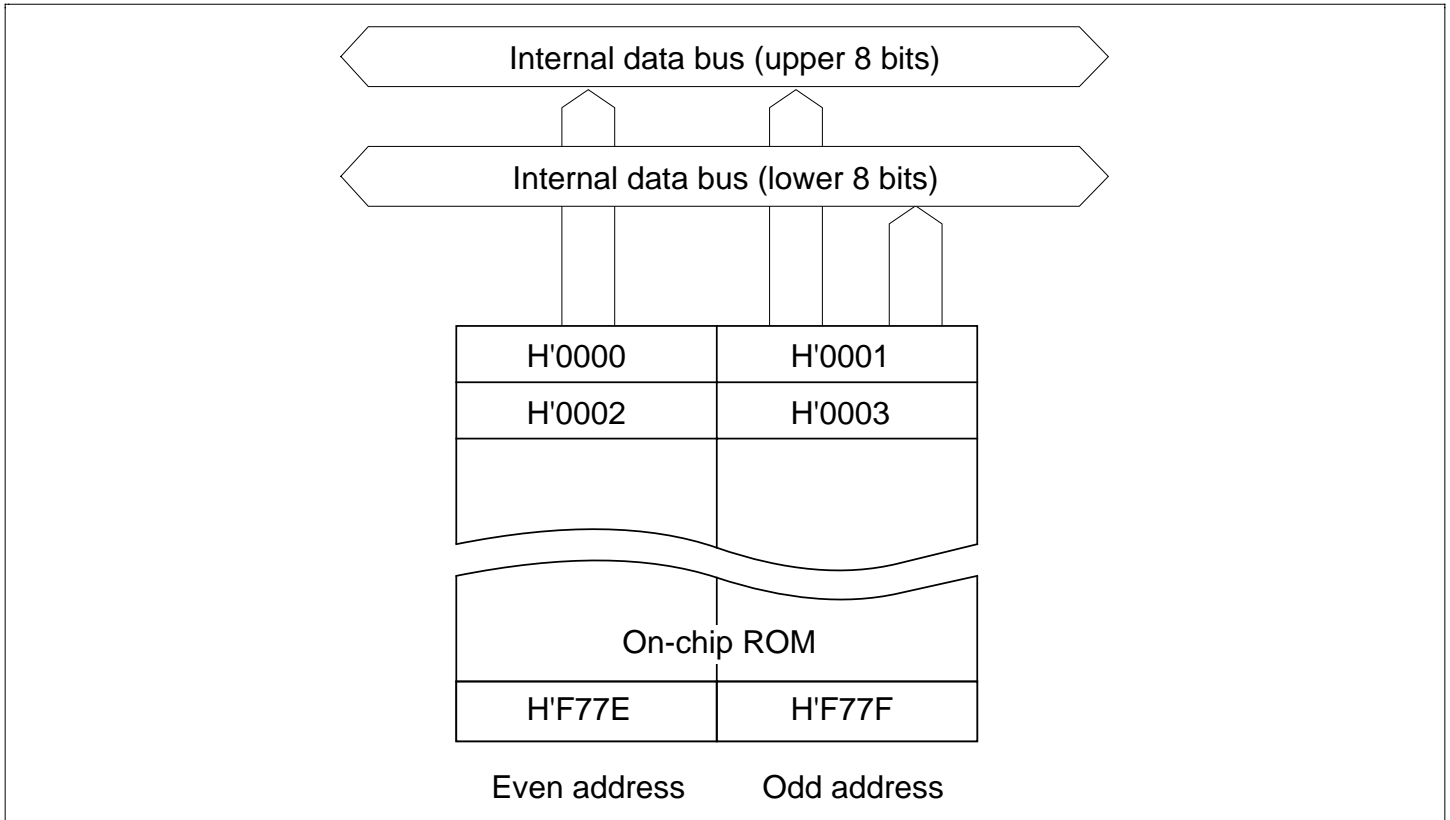 Internal data bus (upper 8 bits)
Internal data bus (lower 8 bits)
H'0000 H'0001
H'0002 H'0003
On-chip ROM
H'F77E H'F77F
Even address Odd address